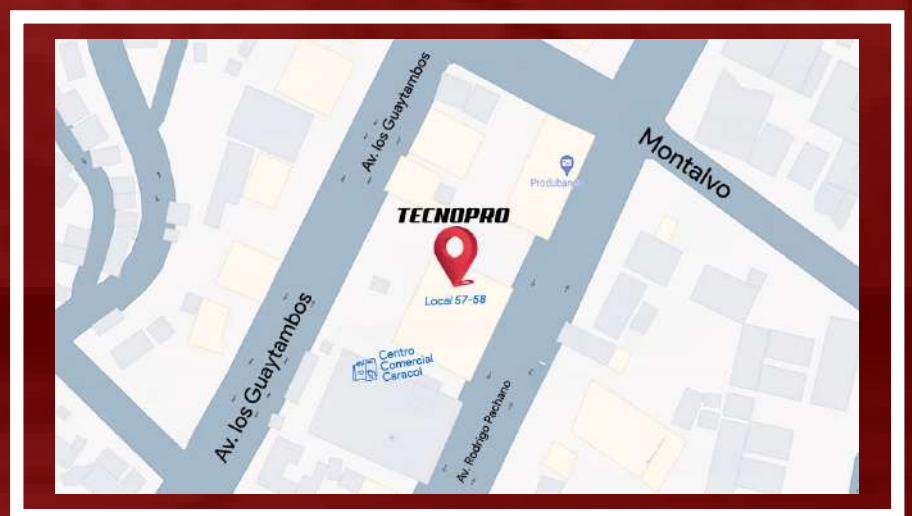 Av. los Guaytambos
Montalvo
Produbanco
TECNOPRO
Local 57-58
Av. los Guaytambos
Centro
Comercial
Caracol
Av. Rodrigo Pachano